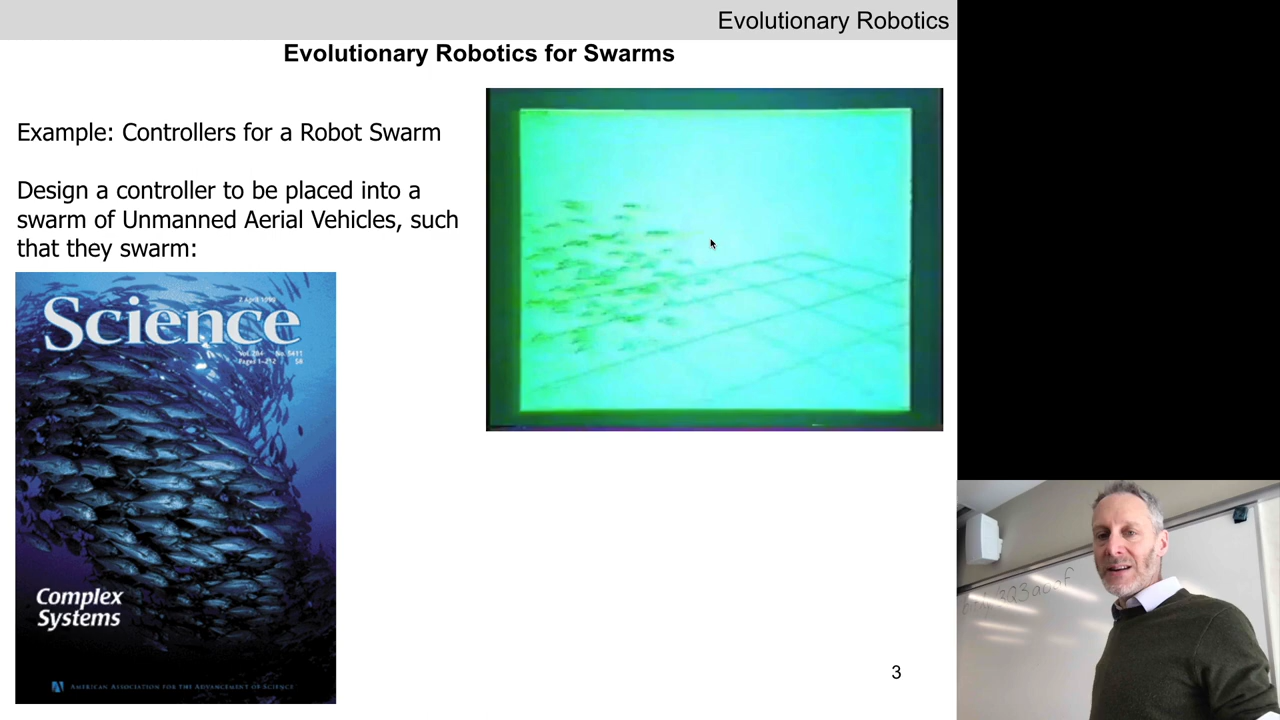 Evolutionary Robotics
Evolutionary Robotics for Swarms
Example: Controllers for a Robot Swarm
Design a controller to be placed into a
swarm of Unmanned Aerial Vehicles, such
that they swarm:
Science
Complex
Systems
AMERICAN ASSOCIATION FOR THE ADVANCEMENT OF SCIENCE
3